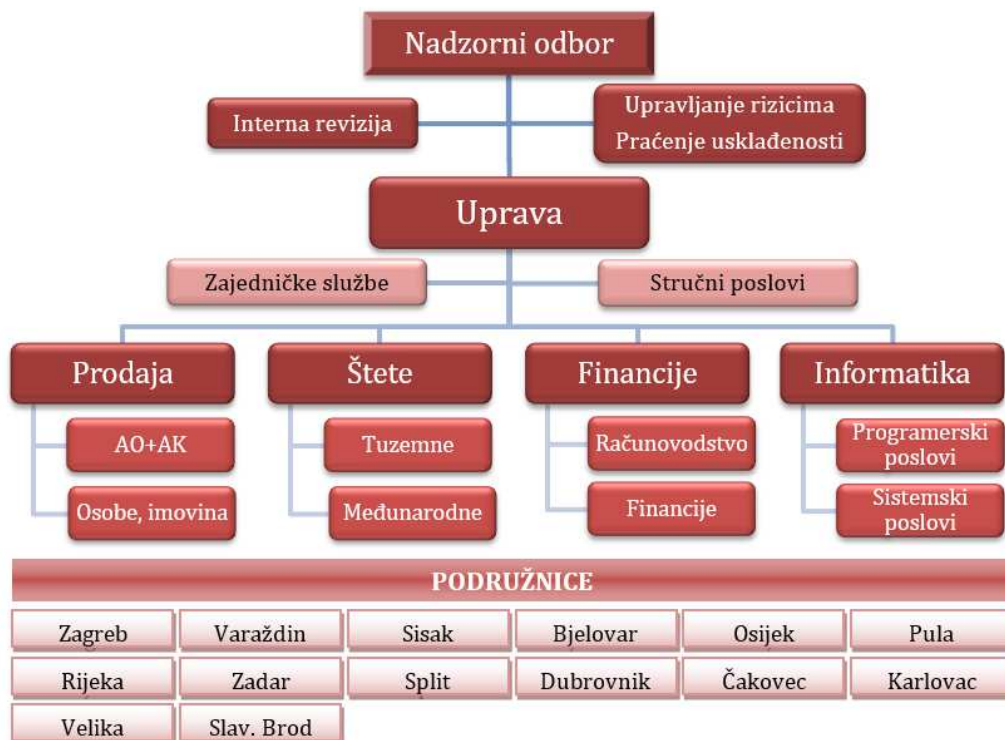 Nadzorni odbor
Interna revizija
Upravljanje rizicima
Praćenje usklađenosti
Uprava
Zajedničke službe
Stručni poslovi
Prodaja
Štete
Financije
Informatika
AO+AK
Tuzemne
Računovodstvo
Programerski
poslovi
Osobe, imovina
Međunarodne
Financije
Sistemski
poslovi
PODRUŽNICE
Zagreb
Varaždin
Sisak
Bjelovar
Osijek
Pula
Rijeka
Zadar
Split
Dubrovnik
Čakovec
Karlovac
Velika
Slav. Brod